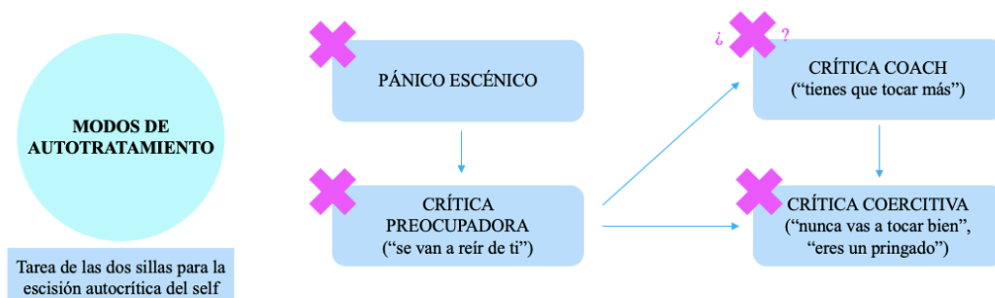 MODOS DE
AUTOTRATAMIENTO
Tarea de las dos sillas para la
escisión autocrítica del self
PÁNICO ESCÉNICO
CRÍTICA
PREOCUPADORA
(“se van a reír de ti”)
¿ ?
CRÍTICA COACH
(“tienes que tocar más”)
CRÍTICA COERCITIVA
(“nunca vas a tocar bien”,
“eres un pringado”)